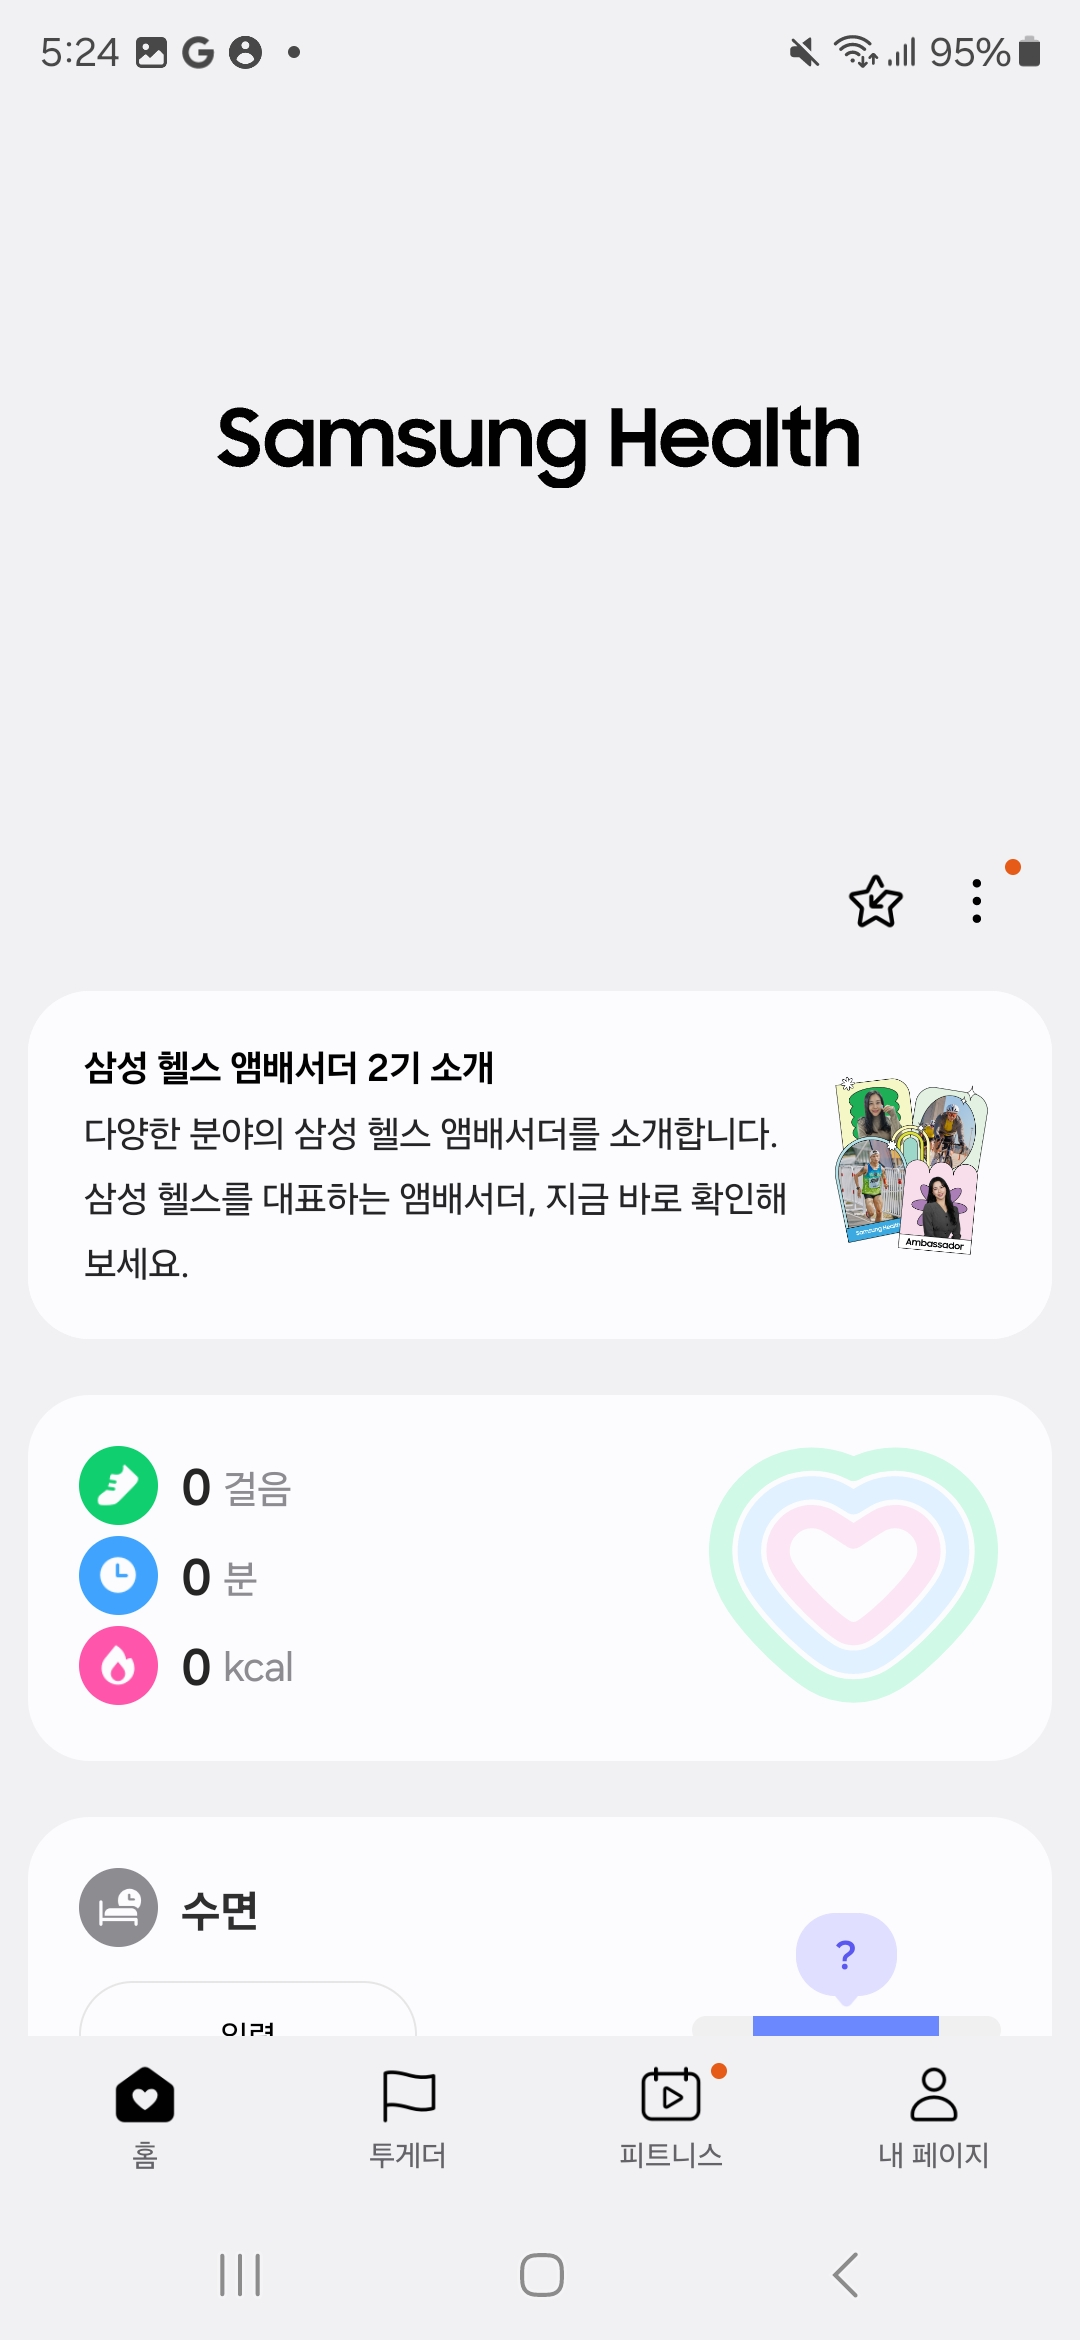 5:24
95%
Samsung Health
삼성 헬스 앰배서더 2기 소개
다양한 분야의 삼성 헬스 앰배서더를 소개합니다.
삼성 헬스를 대표하는 앰배서더, 지금 바로 확인해
보세요.
Samsung Health
Ambassador
0 걸음
0 분
0 kcal
수면
?
입력
홈
투게더
피트니스
내 페이지